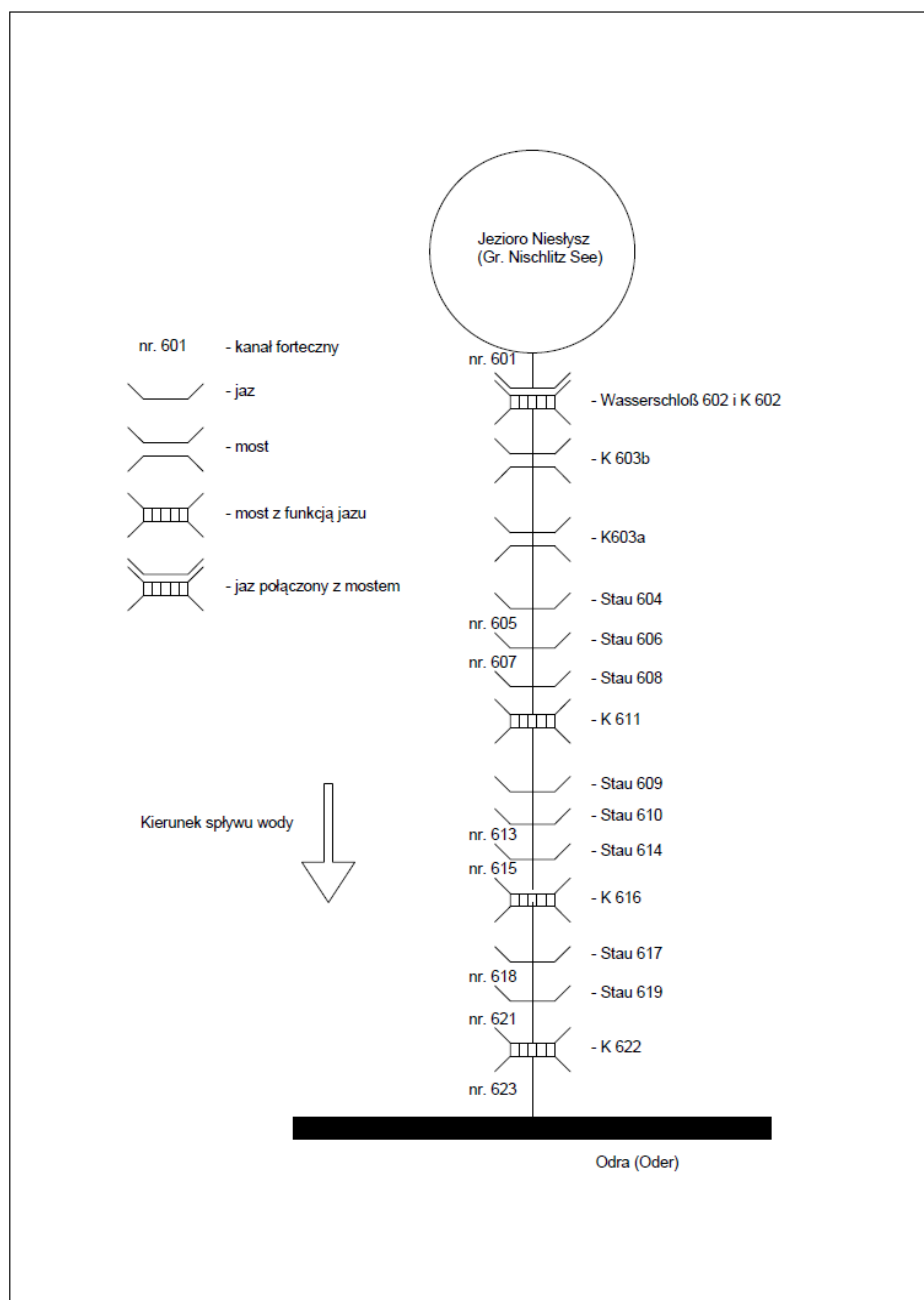 Jezioro Niesłysz
(Gr. Nischlitz See)
nr. 601
- kanał forteczny
- jaz
- most
- most z funkcją jazu
- jaz połączony z mostem
Kierunek spływu wody
nr. 601
- Wasserschloß 602 i K 602
- K 603b
- K603a
- Stau 604
nr. 605
- Stau 606
nr. 607
- Stau 608
- K 611
- Stau 609
- Stau 610
nr. 613
- Stau 614
nr. 615
- K 616
- Stau 617
nr. 618
- Stau 619
nr. 621
- K 622
nr. 623
Odra (Oder)